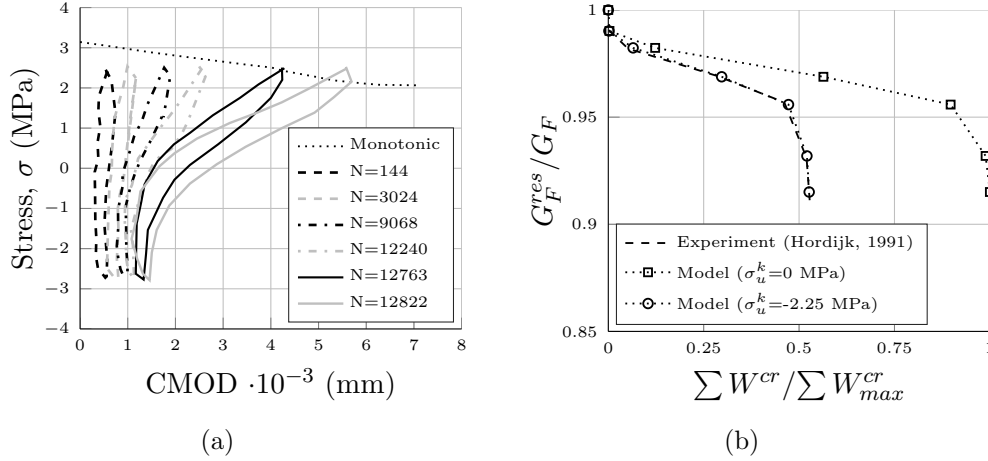 4
3
2
1
0
−1
−2
−3
−4
0 1 2 3 4 5 6 7 8
Stress, σ (MPa)
CMOD ·10⁻³ (mm)
Monotonic
N=144
N=3024
N=9068
N=12240
N=12763
N=12822
(a)
1
0.95
0.9
0.85
0 0.25 0.5 0.75 1
G_F^{res}/G_F
∑ W^{cr}/∑ W_{max}^{cr}
Experiment (Hordijk, 1991)
Model (σ_u^k=0 MPa)
Model (σ_u^k=-2.25 MPa)
(b)